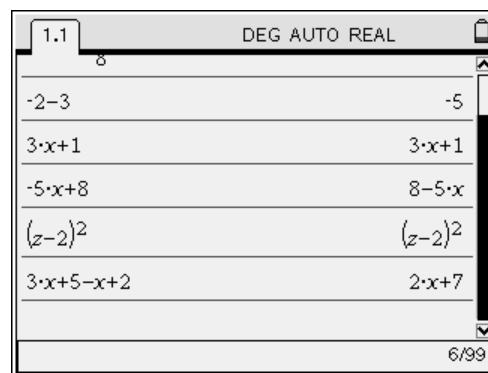 1.1 DEG AUTO REAL
8
-2-3 -5
3·x+1 3·x+1
-5·x+8 8-5·x
(z-2)² (z-2)²
3·x+5-x+2 2·x+7
6/99